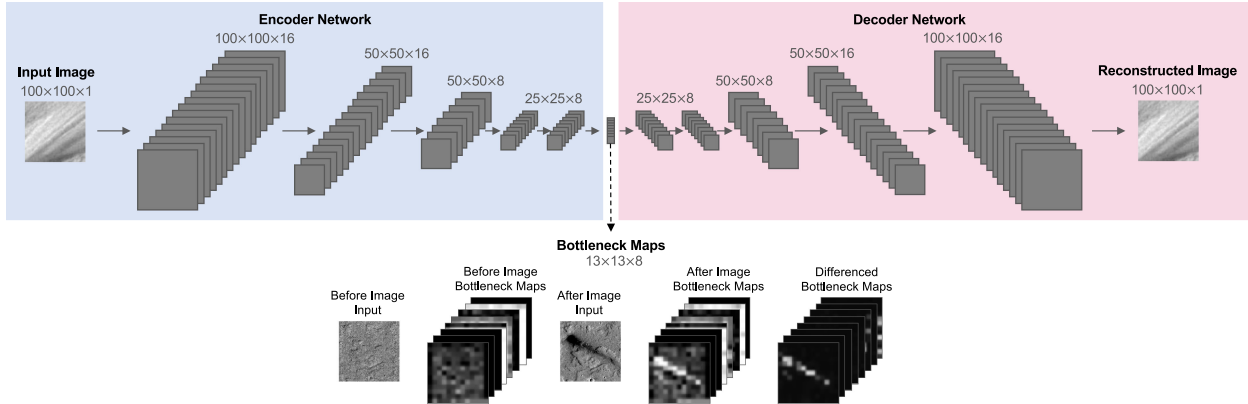 Encoder Network
Decoder Network
Input Image
100×100×1
100×100×16
50×50×16
50×50×8
25×25×8
25×25×8
50×50×8
50×50×16
100×100×16
Reconstructed Image
100×100×1
Bottleneck Maps
13×13×8
Before Image
Input
Before Image
Bottleneck Maps
After Image
Input
After Image
Bottleneck Maps
Differenced
Bottleneck Maps